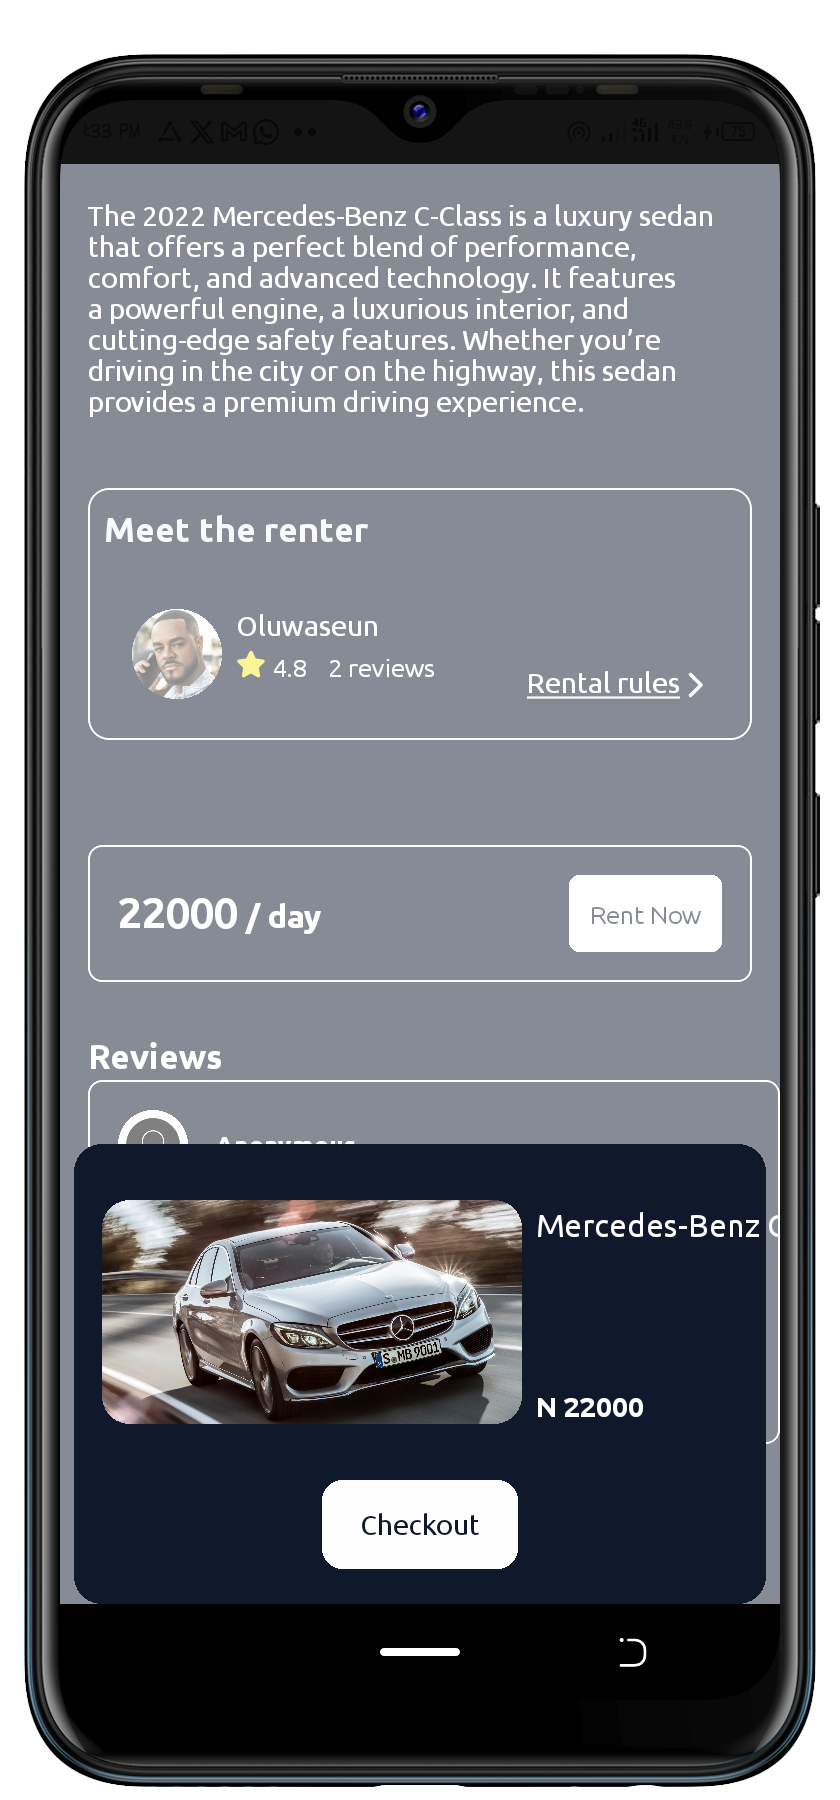 :33 PM
4G 83.6 K/s 75
The 2022 Mercedes-Benz C-Class is a luxury sedan
that offers a perfect blend of performance,
comfort, and advanced technology. It features
a powerful engine, a luxurious interior, and
cutting-edge safety features. Whether you’re
driving in the city or on the highway, this sedan
provides a premium driving experience.
Meet the renter
Oluwaseun
4.8 2 reviews
Rental rules
22000 / day
Rent Now
Reviews
Anonymous
Mercedes-Benz C
S MB 9001
N 22000
Checkout